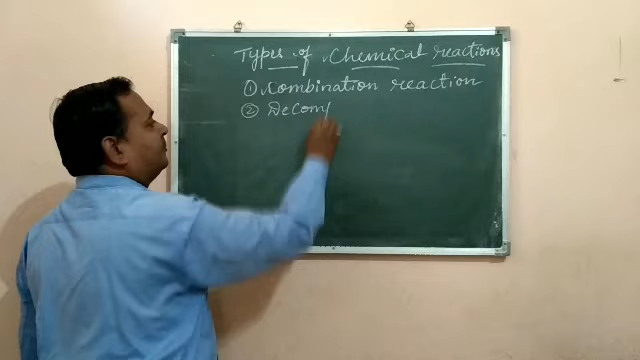 Types of Chemical reactions
① Combination reaction
② Decom